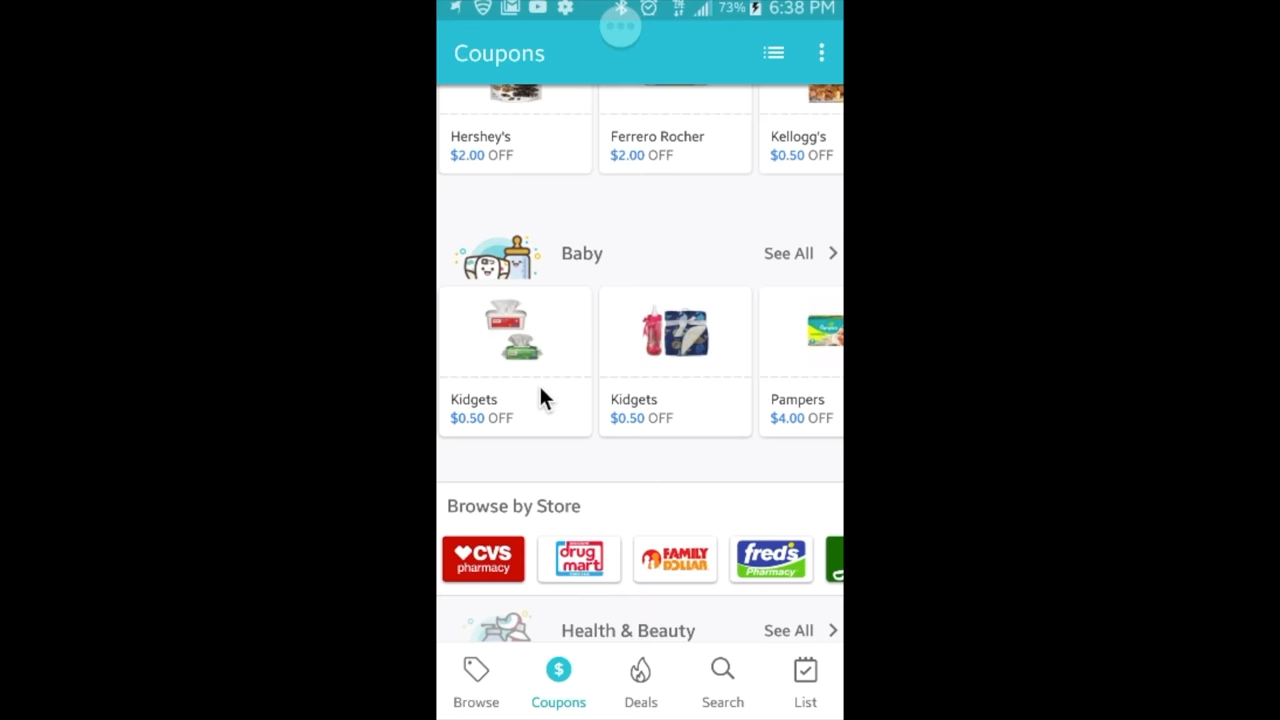 73% 6:38 PM
Coupons
Hershey's
$2.00 OFF
Ferrero Rocher
$2.00 OFF
Kellogg's
$0.50 OFF
Baby
See All
Kidgets
$0.50 OFF
Kidgets
$0.50 OFF
Pampers
$4.00 OFF
Browse by Store
CVS
pharmacy
drug
mart
FAMILY
DOLLAR
fred's
Pharmacy
Health & Beauty
See All
Browse
Coupons
Deals
Search
List